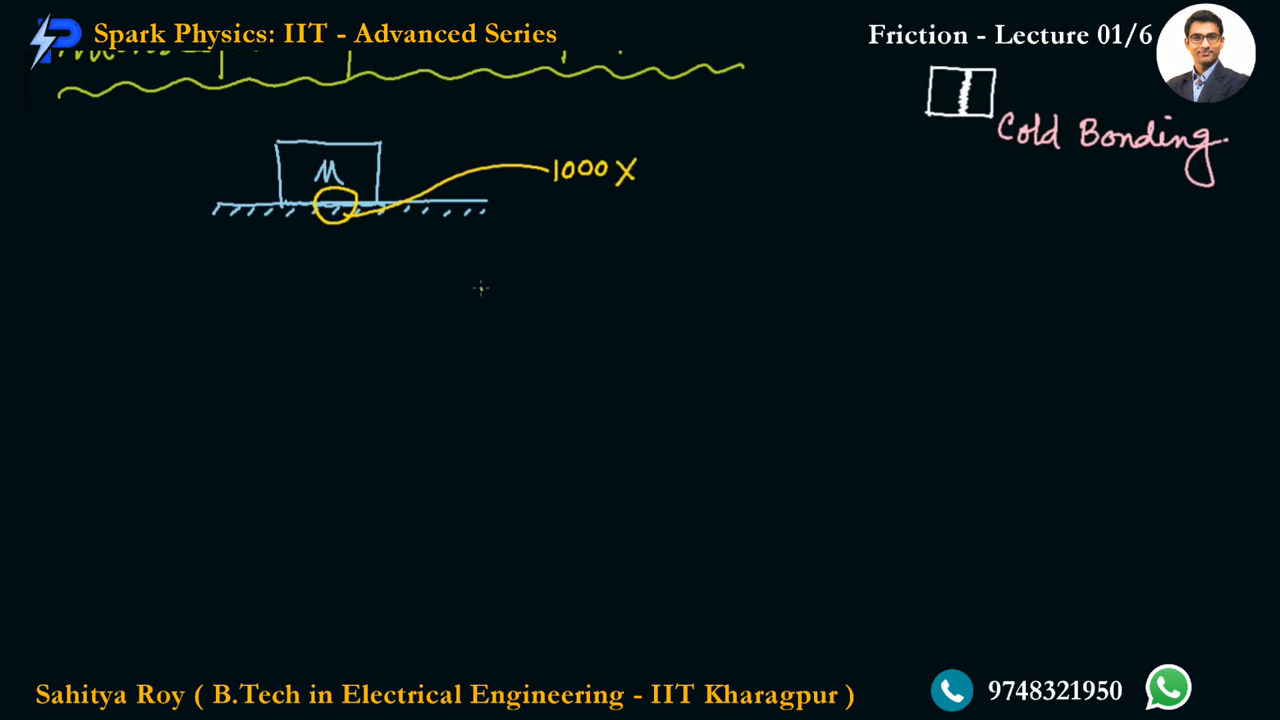 Spark Physics: IIT - Advanced Series
Friction - Lecture 01/6
Cold Bonding.
M
1000 X
Sahitya Roy ( B.Tech in Electrical Engineering - IIT Kharagpur )
9748321950